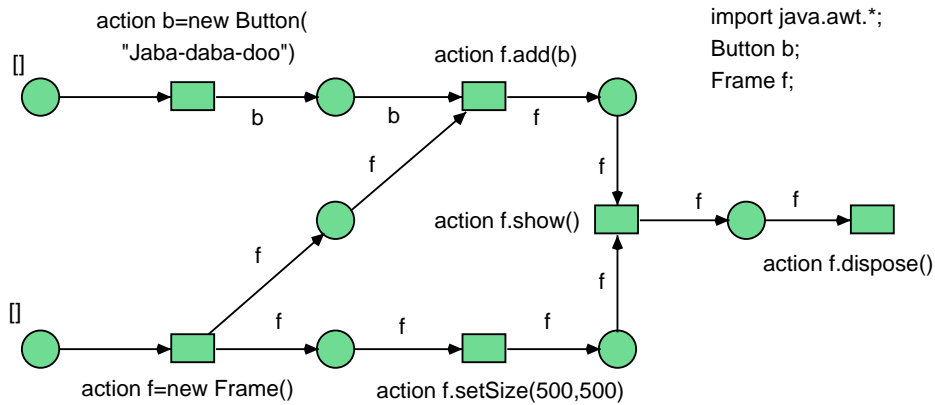 action b=new Button(
"Jaba-daba-doo")
import java.awt.*;
Button b;
Frame f;
[]
action f.add(b)
b
b
f
f
f
action f.show()
f
f
f
f
action f.dispose()
[]
f
f
f
action f=new Frame()
action f.setSize(500,500)